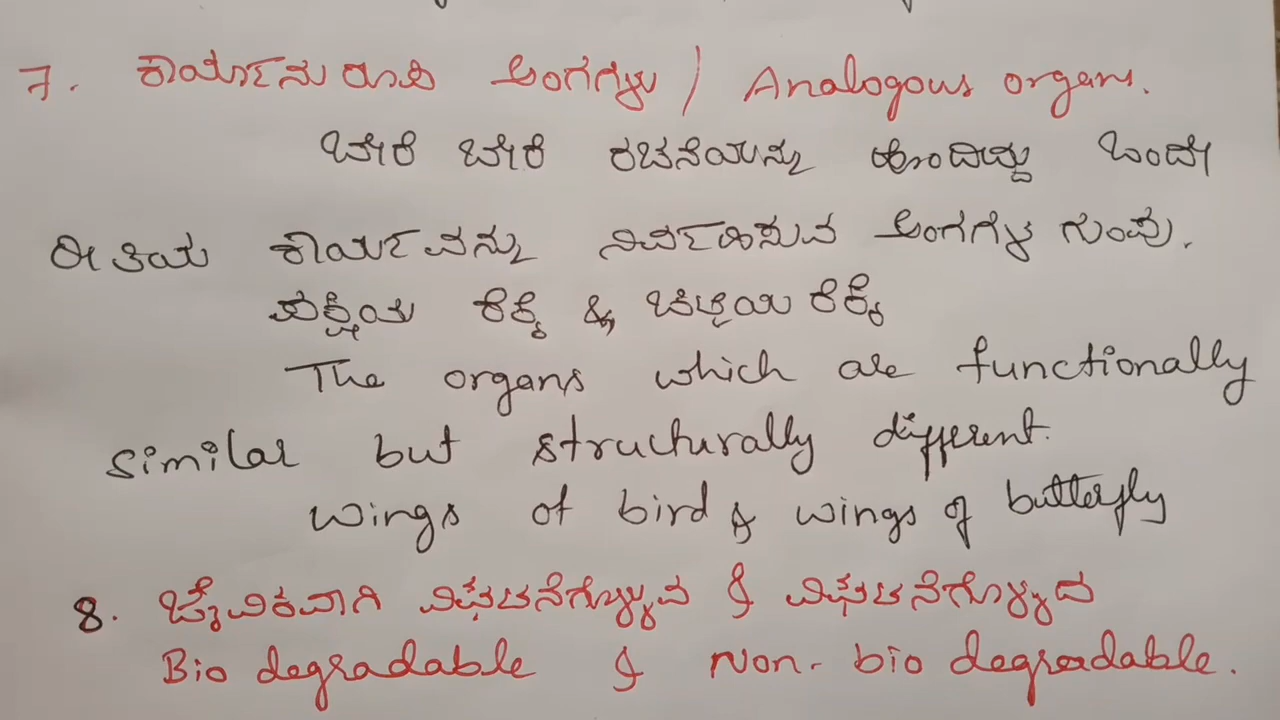 7. ಕಾರ್ಯಾನುರೂಪಿ ಅಂಗಗಳು / Analogous organs.
ಬೇರೆ ಬೇರೆ ರಚನೆಯನ್ನು ಹೊಂದಿದ್ದು ಒಂದೇ
ರೀತಿಯ ಕಾರ್ಯವನ್ನು ನಿರ್ವಹಿಸುವ ಅಂಗಗಳ ಗುಂಪು.
ಪಕ್ಷಿಯ ರೆಕ್ಕೆ & ಚಿಟ್ಟೆಯ ರೆಕ್ಕೆ
The organs which are functionally
similar but structurally different.
wings of bird & wings of butterfly
8. ಜೈವಿಕವಾಗಿ ವಿಘಟನೆಗೊಳ್ಳುವ & ವಿಘಟನೆಗೊಳ್ಳದ
Bio degradable & Non- bio degradable.